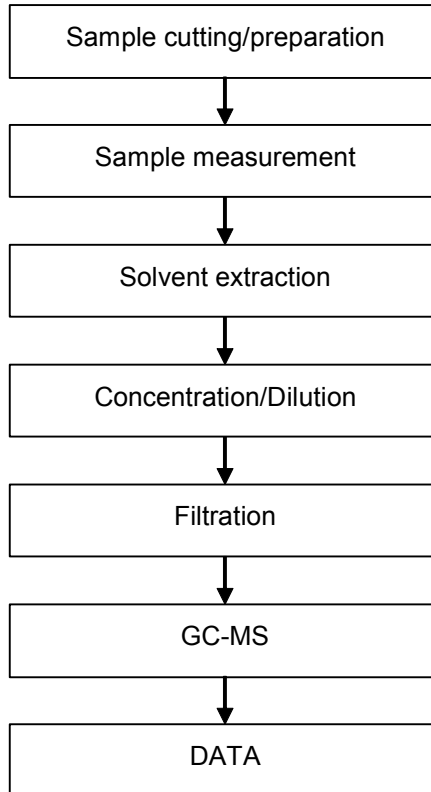 Sample cutting/preparation
Sample measurement
Solvent extraction
Concentration/Dilution
Filtration
GC-MS
DATA